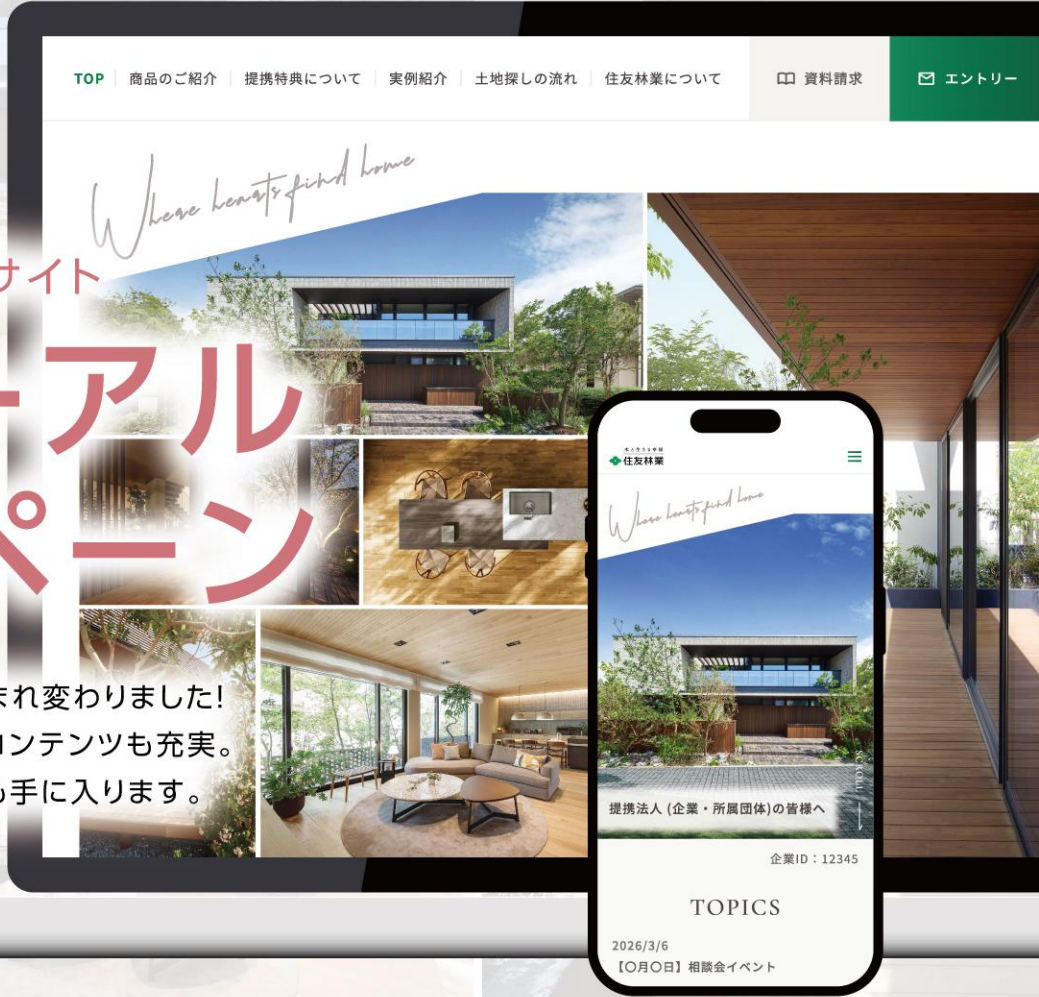 TOP 商品のご紹介 提携特典について 実例紹介 土地探しの流れ 住友林業について 資料請求 エントリー
Where hearts find home
サイト
ーアル
ペーン
まれ変わりました!
コンテンツも充実。
も手に入ります。
住友林業
Where hearts find home
SCROLL
提携法人 (企業・所属団体)の皆様へ
企業ID:12345
TOPICS
2026/3/6
【〇月〇日】相談会イベント